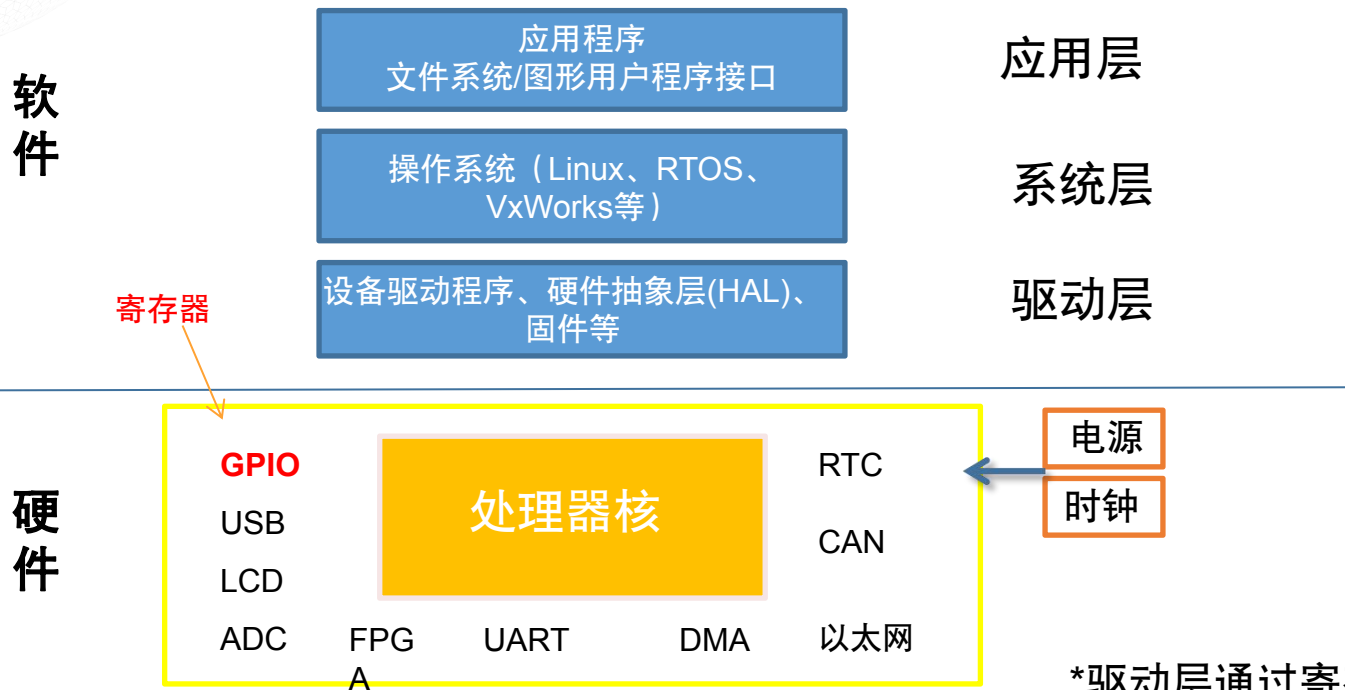 软
件
应用程序
文件系统/图形用户程序接口
应用层
操作系统（Linux、RTOS、
VxWorks等）
系统层
设备驱动程序、硬件抽象层(HAL)、
固件等
驱动层
寄存器
硬
件
GPIO
USB
LCD
ADC
FPG
A
UART
DMA
处理器核
RTC
CAN
以太网
电源
时钟
*驱动层通过寄